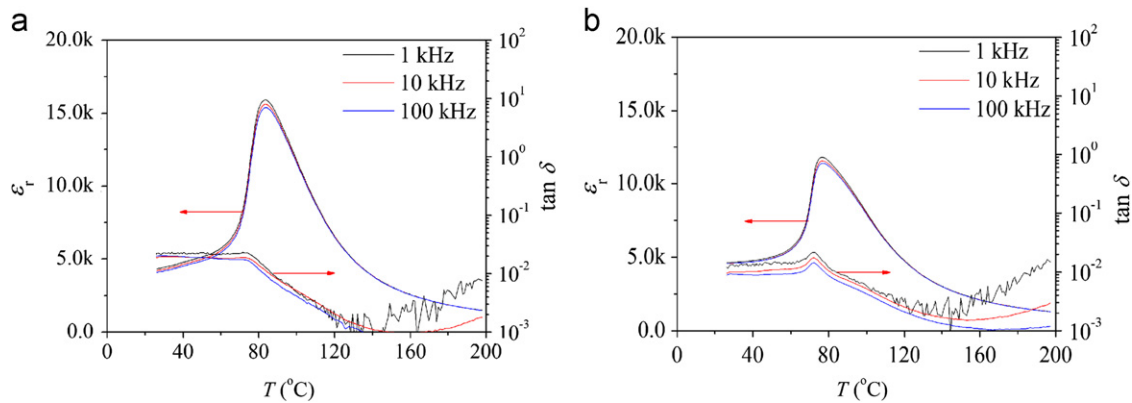 a
20.0k
15.0k
10.0k
5.0k
0.0
εr
0 40 80 120 160 200
T (°C)
10² 10¹ 10⁰ 10⁻¹ 10⁻² 10⁻³
tan δ
1 kHz
10 kHz
100 kHz
b
20.0k
15.0k
10.0k
5.0k
0.0
εr
0 40 80 120 160 200
T (°C)
10² 10¹ 10⁰ 10⁻¹ 10⁻² 10⁻³
tan δ
1 kHz
10 kHz
100 kHz